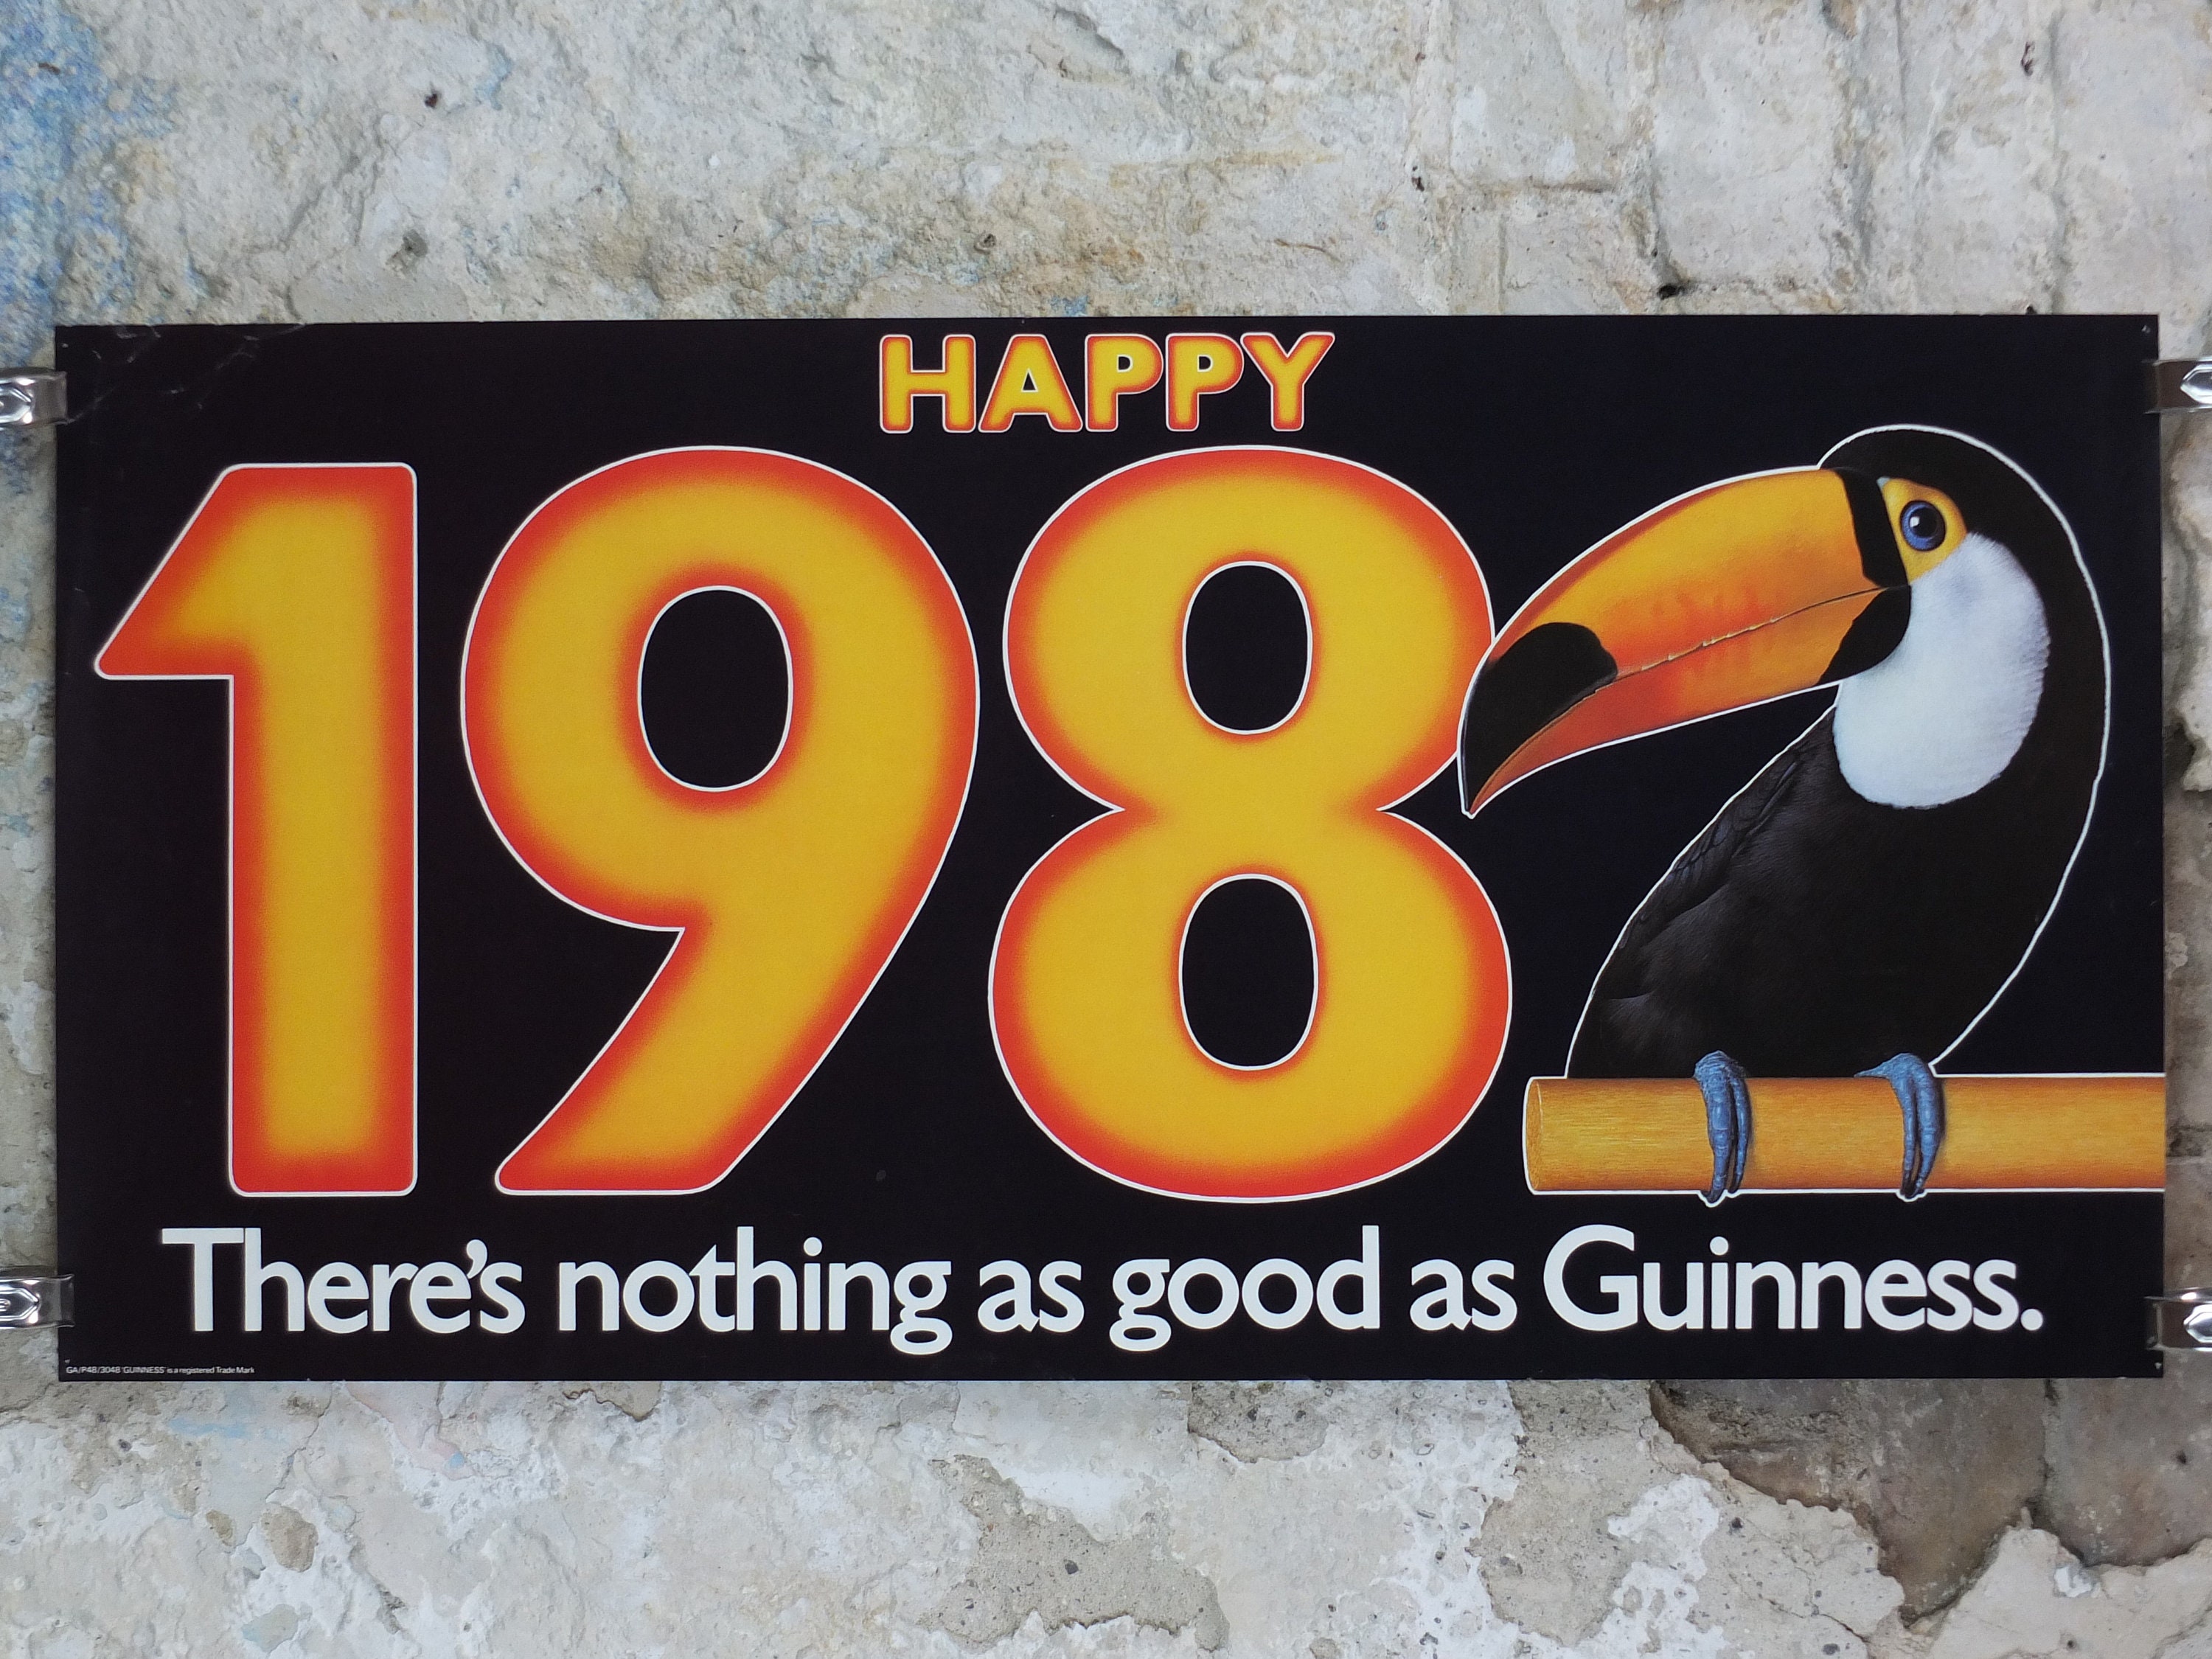 HAPPY
198
There's nothing as good as Guinness.
GA/P48/3048 'GUINNESS' is a registered Trade Mark